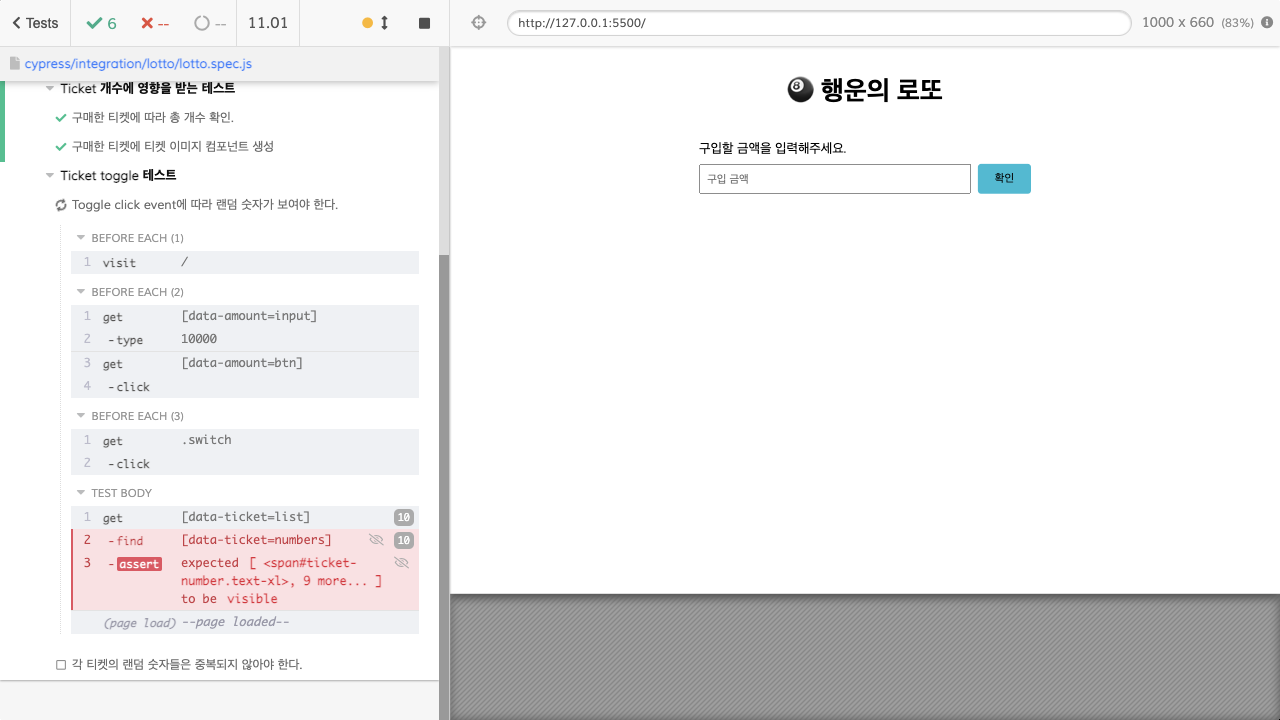 Tests
6
--
--
11.01
http://127.0.0.1:5500/
1000 x 660 (83%)
cypress/integration/lotto/lotto.spec.js
Ticket 개수에 영향을 받는 테스트
구매한 티켓에 따라 총 개수 확인.
구매한 티켓에 티켓 이미지 컴포넌트 생성
Ticket toggle 테스트
Toggle click event에 따라 랜덤 숫자가 보여야 한다.
BEFORE EACH (1)
1 visit /
BEFORE EACH (2)
1 get [data-amount=input]
2 -type 10000
3 get [data-amount=btn]
4 -click
BEFORE EACH (3)
1 get .switch
2 -click
TEST BODY
1 get [data-ticket=list] 10
2 -find [data-ticket=numbers] 10
3 -assert expected [ <span#ticket-
number.text-xl>, 9 more... ]
to be visible
(page load) --page loaded--
각 티켓의 랜덤 숫자들은 중복되지 않아야 한다.
8 행운의 로또
구입할 금액을 입력해주세요.
구입 금액
확인